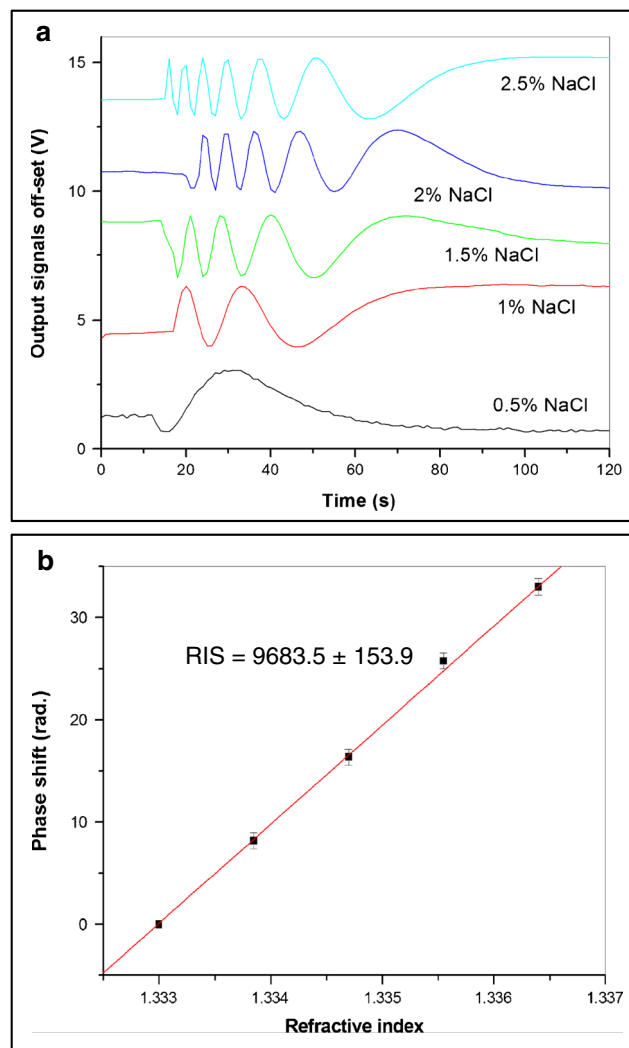 a
15
10
5
0
Output signals off-set (V)
2.5% NaCl
2% NaCl
1.5% NaCl
1% NaCl
0.5% NaCl
0 20 40 60 80 100 120
Time (s)
b
30
20
10
0
Phase shift (rad.)
RIS = 9683.5 ± 153.9
1.333 1.334 1.335 1.336 1.337
Refractive index